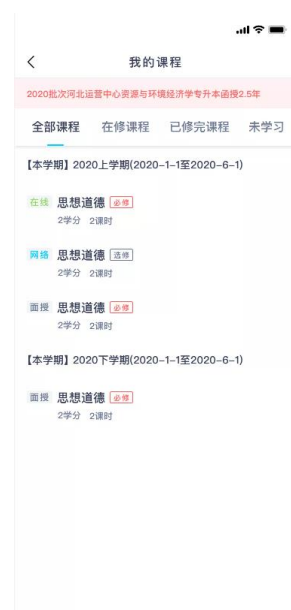 我的课程
2020批次河北运营中心资源与环境经济学专升本函授2.5年
全部课程 在修课程 已修完课程 未学习
【本学期】2020上学期(2020-1-1至2020-6-1)
在线 思想道德 必修
2学分 2课时
网络 思想道德 选修
2学分 2课时
面授 思想道德 必修
2学分 2课时
【本学期】2020下学期(2020-1-1至2020-6-1)
面授 思想道德 必修
2学分 2课时